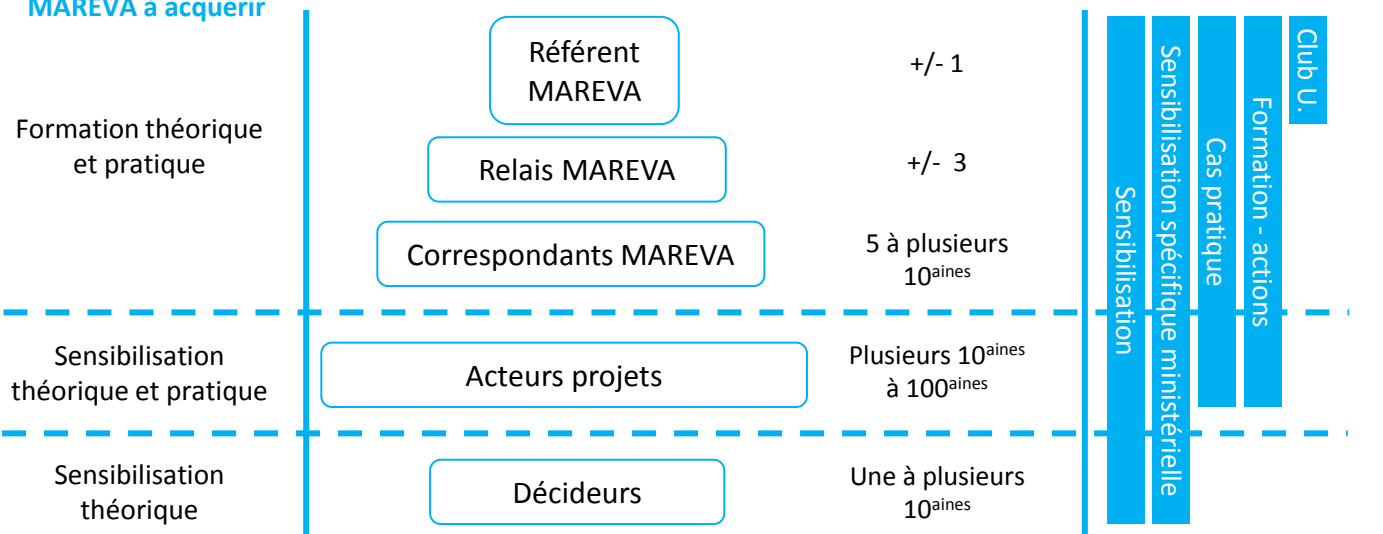 MAREVA à acquérir
Formation théorique
et pratique
Référent
MAREVA
+/- 1
Relais MAREVA
+/- 3
Correspondants MAREVA
5 à plusieurs
10aines
Sensibilisation
théorique et pratique
Acteurs projets
Plusieurs 10aines
à 100aines
Sensibilisation
théorique
Décideurs
Une à plusieurs
10aines
Sensibilisation
Sensibilisation spécifique ministérielle
Cas pratique
Formation - actions
Club U.